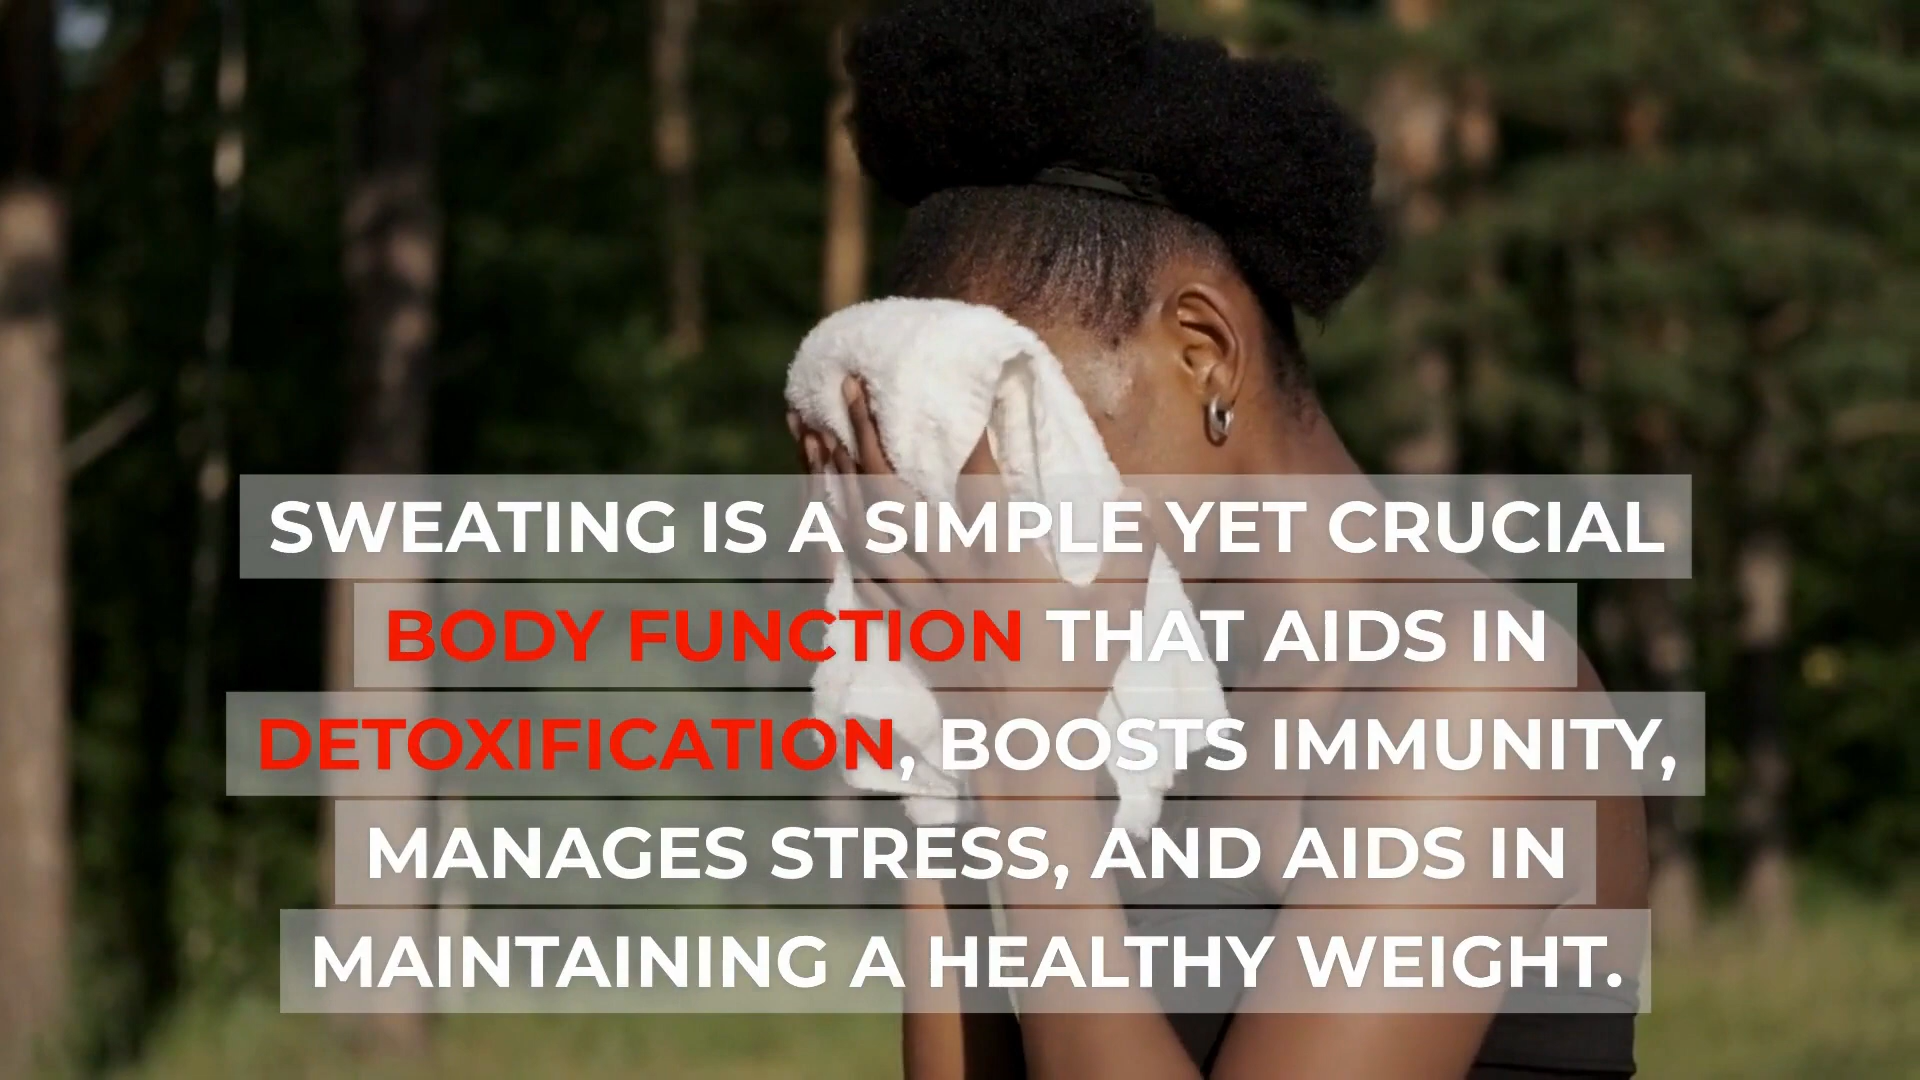 SWEATING IS A SIMPLE YET CRUCIAL
BODY FUNCTION THAT AIDS IN
DETOXIFICATION, BOOSTS IMMUNITY,
MANAGES STRESS, AND AIDS IN
MAINTAINING A HEALTHY WEIGHT.